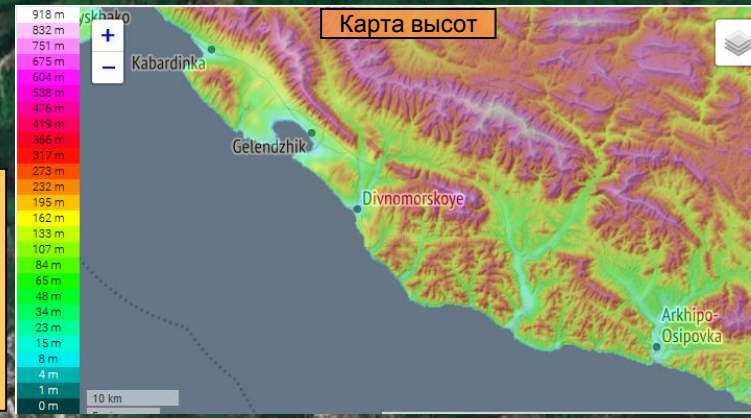 Карта высот
918 m
832 m
751 m
675 m
604 m
538 m
476 m
419 m
366 m
317 m
273 m
232 m
195 m
162 m
133 m
107 m
84 m
65 m
48 m
34 m
23 m
15 m
8 m
4 m
1 m
0 m
+
−
yskhako
Kabardinka
Gelendzhik
Divnomorskoye
Arkhipo-
Osipovka
10 km